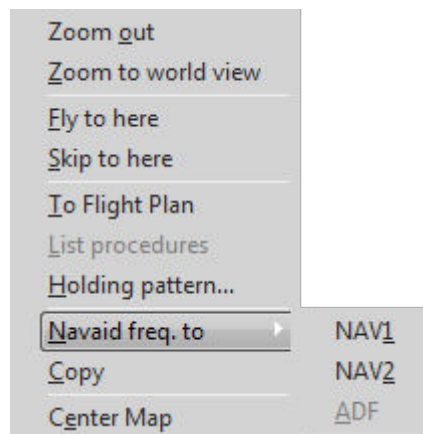 Zoom out
Zoom to world view
Fly to here
Skip to here
To Flight Plan
List procedures
Holding pattern...
Navaid freq. to
NAV1
Copy
NAV2
Center Map
ADF